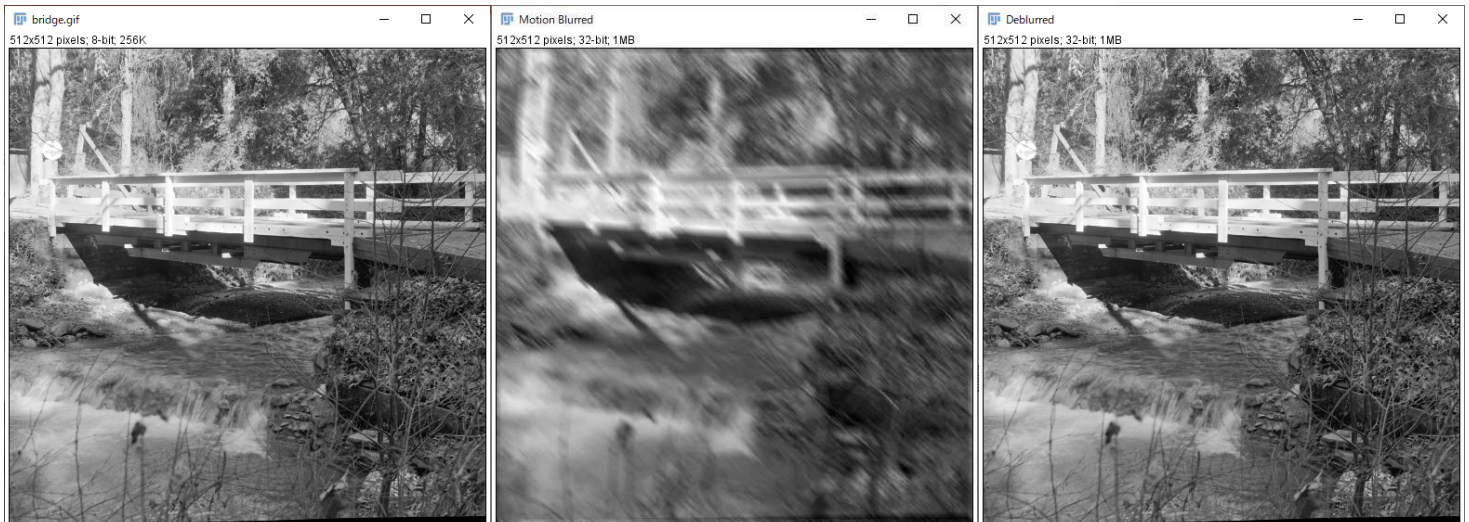 bridge.gif
512x512 pixels; 8-bit; 256K
Motion Blurred
512x512 pixels; 32-bit; 1MB
Deblurred
512x512 pixels; 32-bit; 1MB